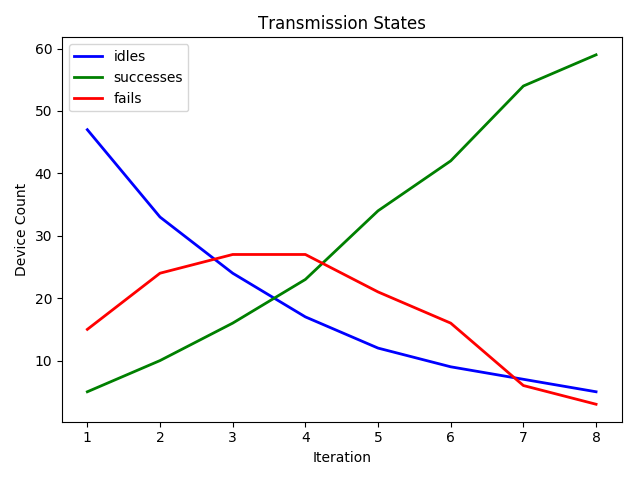 Transmission States
idles
successes
fails
60
50
40
30
20
10
Device Count
1 2 3 4 5 6 7 8
Iteration